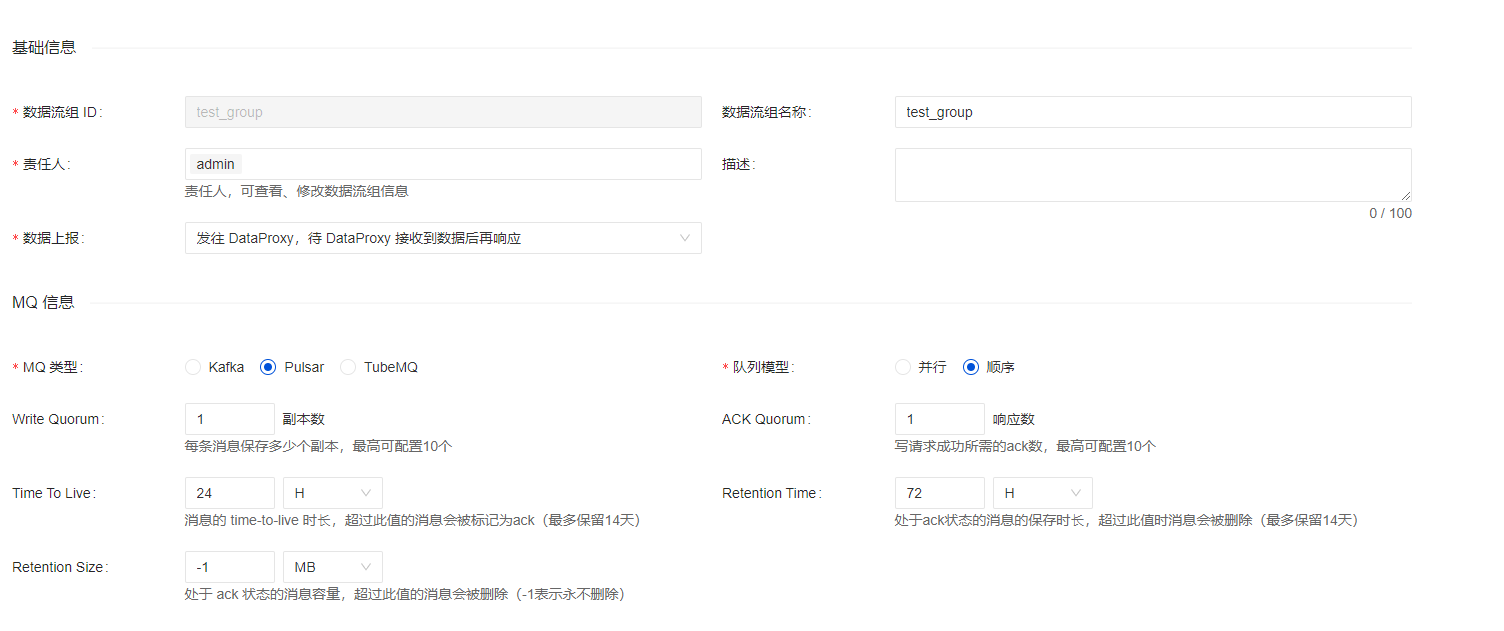 基础信息
* 数据流组 ID: test_group 数据流组名称: test_group
* 责任人: admin 描述:
责任人，可查看、修改数据流组信息
0 / 100
* 数据上报: 发往 DataProxy，待 DataProxy 接收到数据后再响应
MQ 信息
* MQ 类型: Kafka Pulsar TubeMQ * 队列模型: 并行 顺序
Write Quorum: 1 副本数 ACK Quorum: 1 响应数
每条消息保存多少个副本，最高可配置10个 写请求成功所需的ack数，最高可配置10个
Time To Live: 24 H Retention Time: 72 H
消息的 time-to-live 时长，超过此值的消息会被标记为ack（最多保留14天） 处于ack状态的消息的保存时长，超过此值时消息会被删除（最多保留14天）
Retention Size: -1 MB
处于 ack 状态的消息容量，超过此值的消息会被删除（-1表示永不删除）